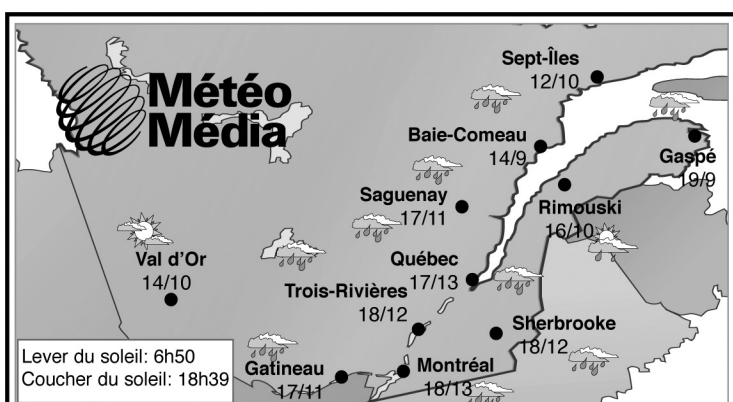 Météo
Média
Sept-Îles
12/10
Baie-Comeau
14/9
Gaspé
19/9
Saguenay
17/11
Rimouski
16/10
Val d'Or
14/10
Québec
17/13
Trois-Rivières
18/12
Sherbrooke
18/12
Gatineau
17/11
Montréal
18/13
Lever du soleil: 6h50
Coucher du soleil: 18h39